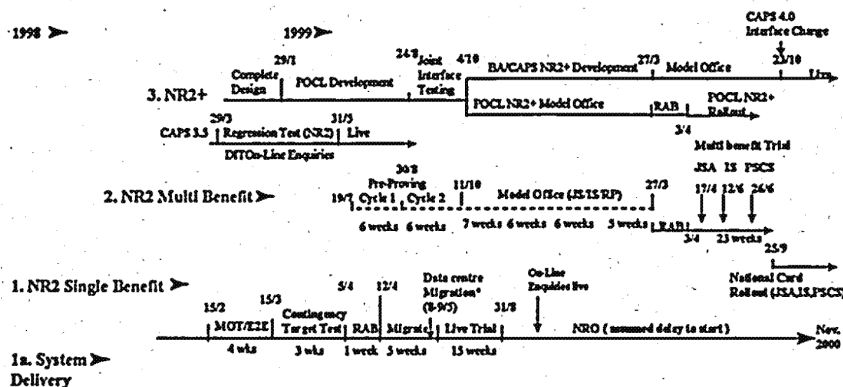 1998 ➤ 1999 ➤
CAPS 4.0
Interface Change
29/1 24/8 Joint Interface Testing 4/10 BA/CAPS NR2+ Development 27/3 Model Office 23/10 Live
3. NR2+ Complete Design POCL Development
POCL NR2+ Model Office RAB POCL NR2+ Rollout
3/4
29/3 31/5
CAPS 3.5 Regression Test (NR2) Live
DITOn-Line Enquiries
Multi benefit Trial
JSA IS PSCS
17/4 12/6 26/6
2. NR2 Multi Benefit ➤ 19/7 Pre-Proving 30/8 11/10 Model Office (JS/IS/RP) 27/3
Cycle 1 Cycle 2
6 weeks 6 weeks 7 weeks 6 weeks 6 weeks 6 weeks 5 weeks RAB 3/4 23 weeks
25/9
National Card
Rollout (JSA,IS,PSCS)
1. NR2 Single Benefit ➤
15/2 15/3 5/4 12/4 Data centre Migration* (8-9/5) 31/8 On-Line Enquiries live
MOT/E2E Contingency Target Test RAB Migrate Live Trial NRO (assumed delay to start) Nov. 2000
4 wks 3 wks 1 week 5 weeks 15 weeks
1a. System ➤
Delivery